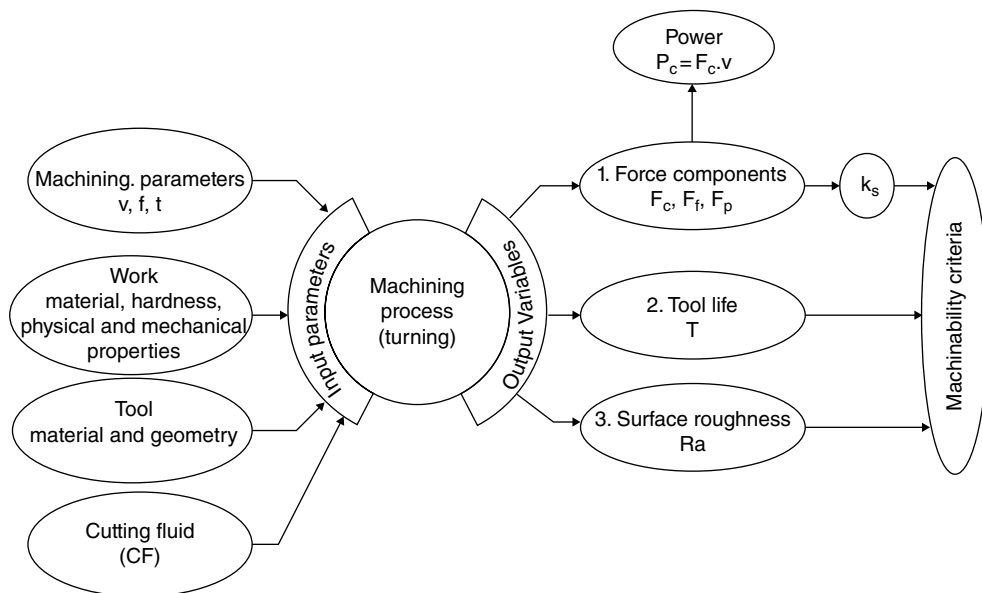 Power
P_c = F_c.v
Machining. parameters
v, f, t
Work
material, hardness,
physical and mechanical
properties
Tool
material and geometry
Cutting fluid
(CF)
Input parameters
Machining
process
(turning)
Output Variables
1. Force components
F_c, F_f, F_p
k_s
2. Tool life
T
3. Surface roughness
Ra
Machinability criteria